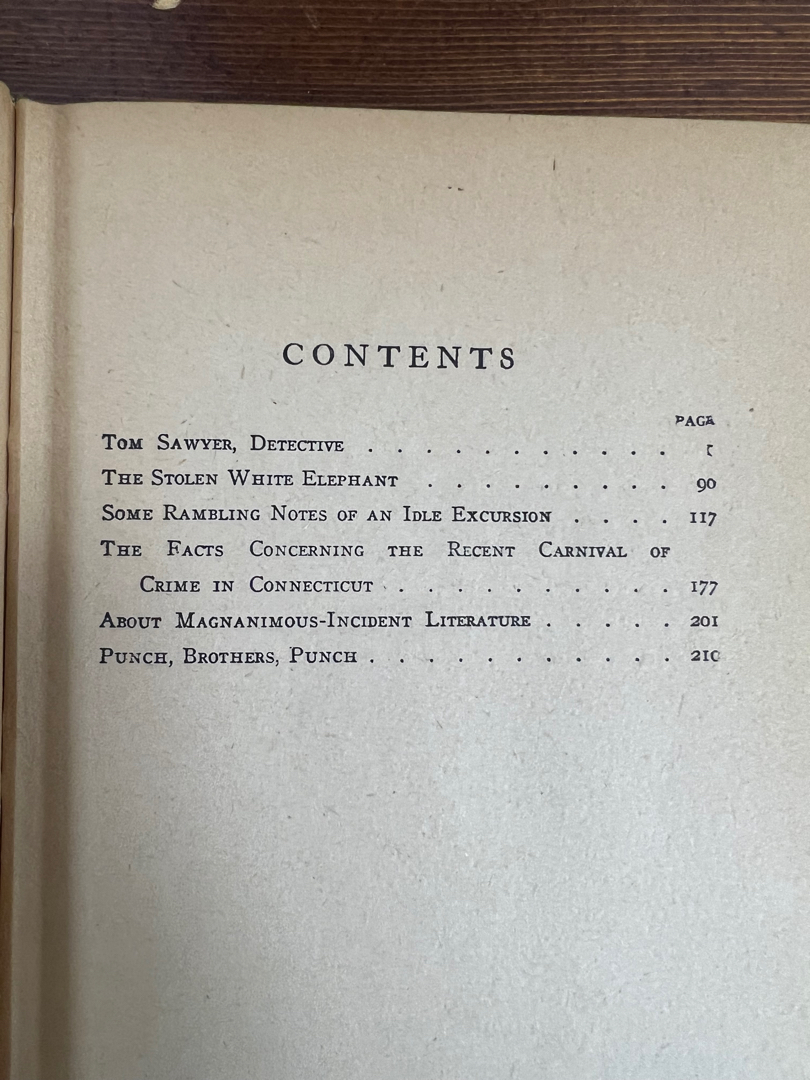 CONTENTS
PAGE
TOM SAWYER, DETECTIVE . . . . . . . . . . .
THE STOLEN WHITE ELEPHANT . . . . . . . . . 90
SOME RAMBLING NOTES OF AN IDLE EXCURSION . . . . 117
THE FACTS CONCERNING THE RECENT CARNIVAL OF
CRIME IN CONNECTICUT . . . . . . . . . . 177
ABOUT MAGNANIMOUS-INCIDENT LITERATURE . . . . . 201
PUNCH, BROTHERS, PUNCH . . . . . . . . . . . 210